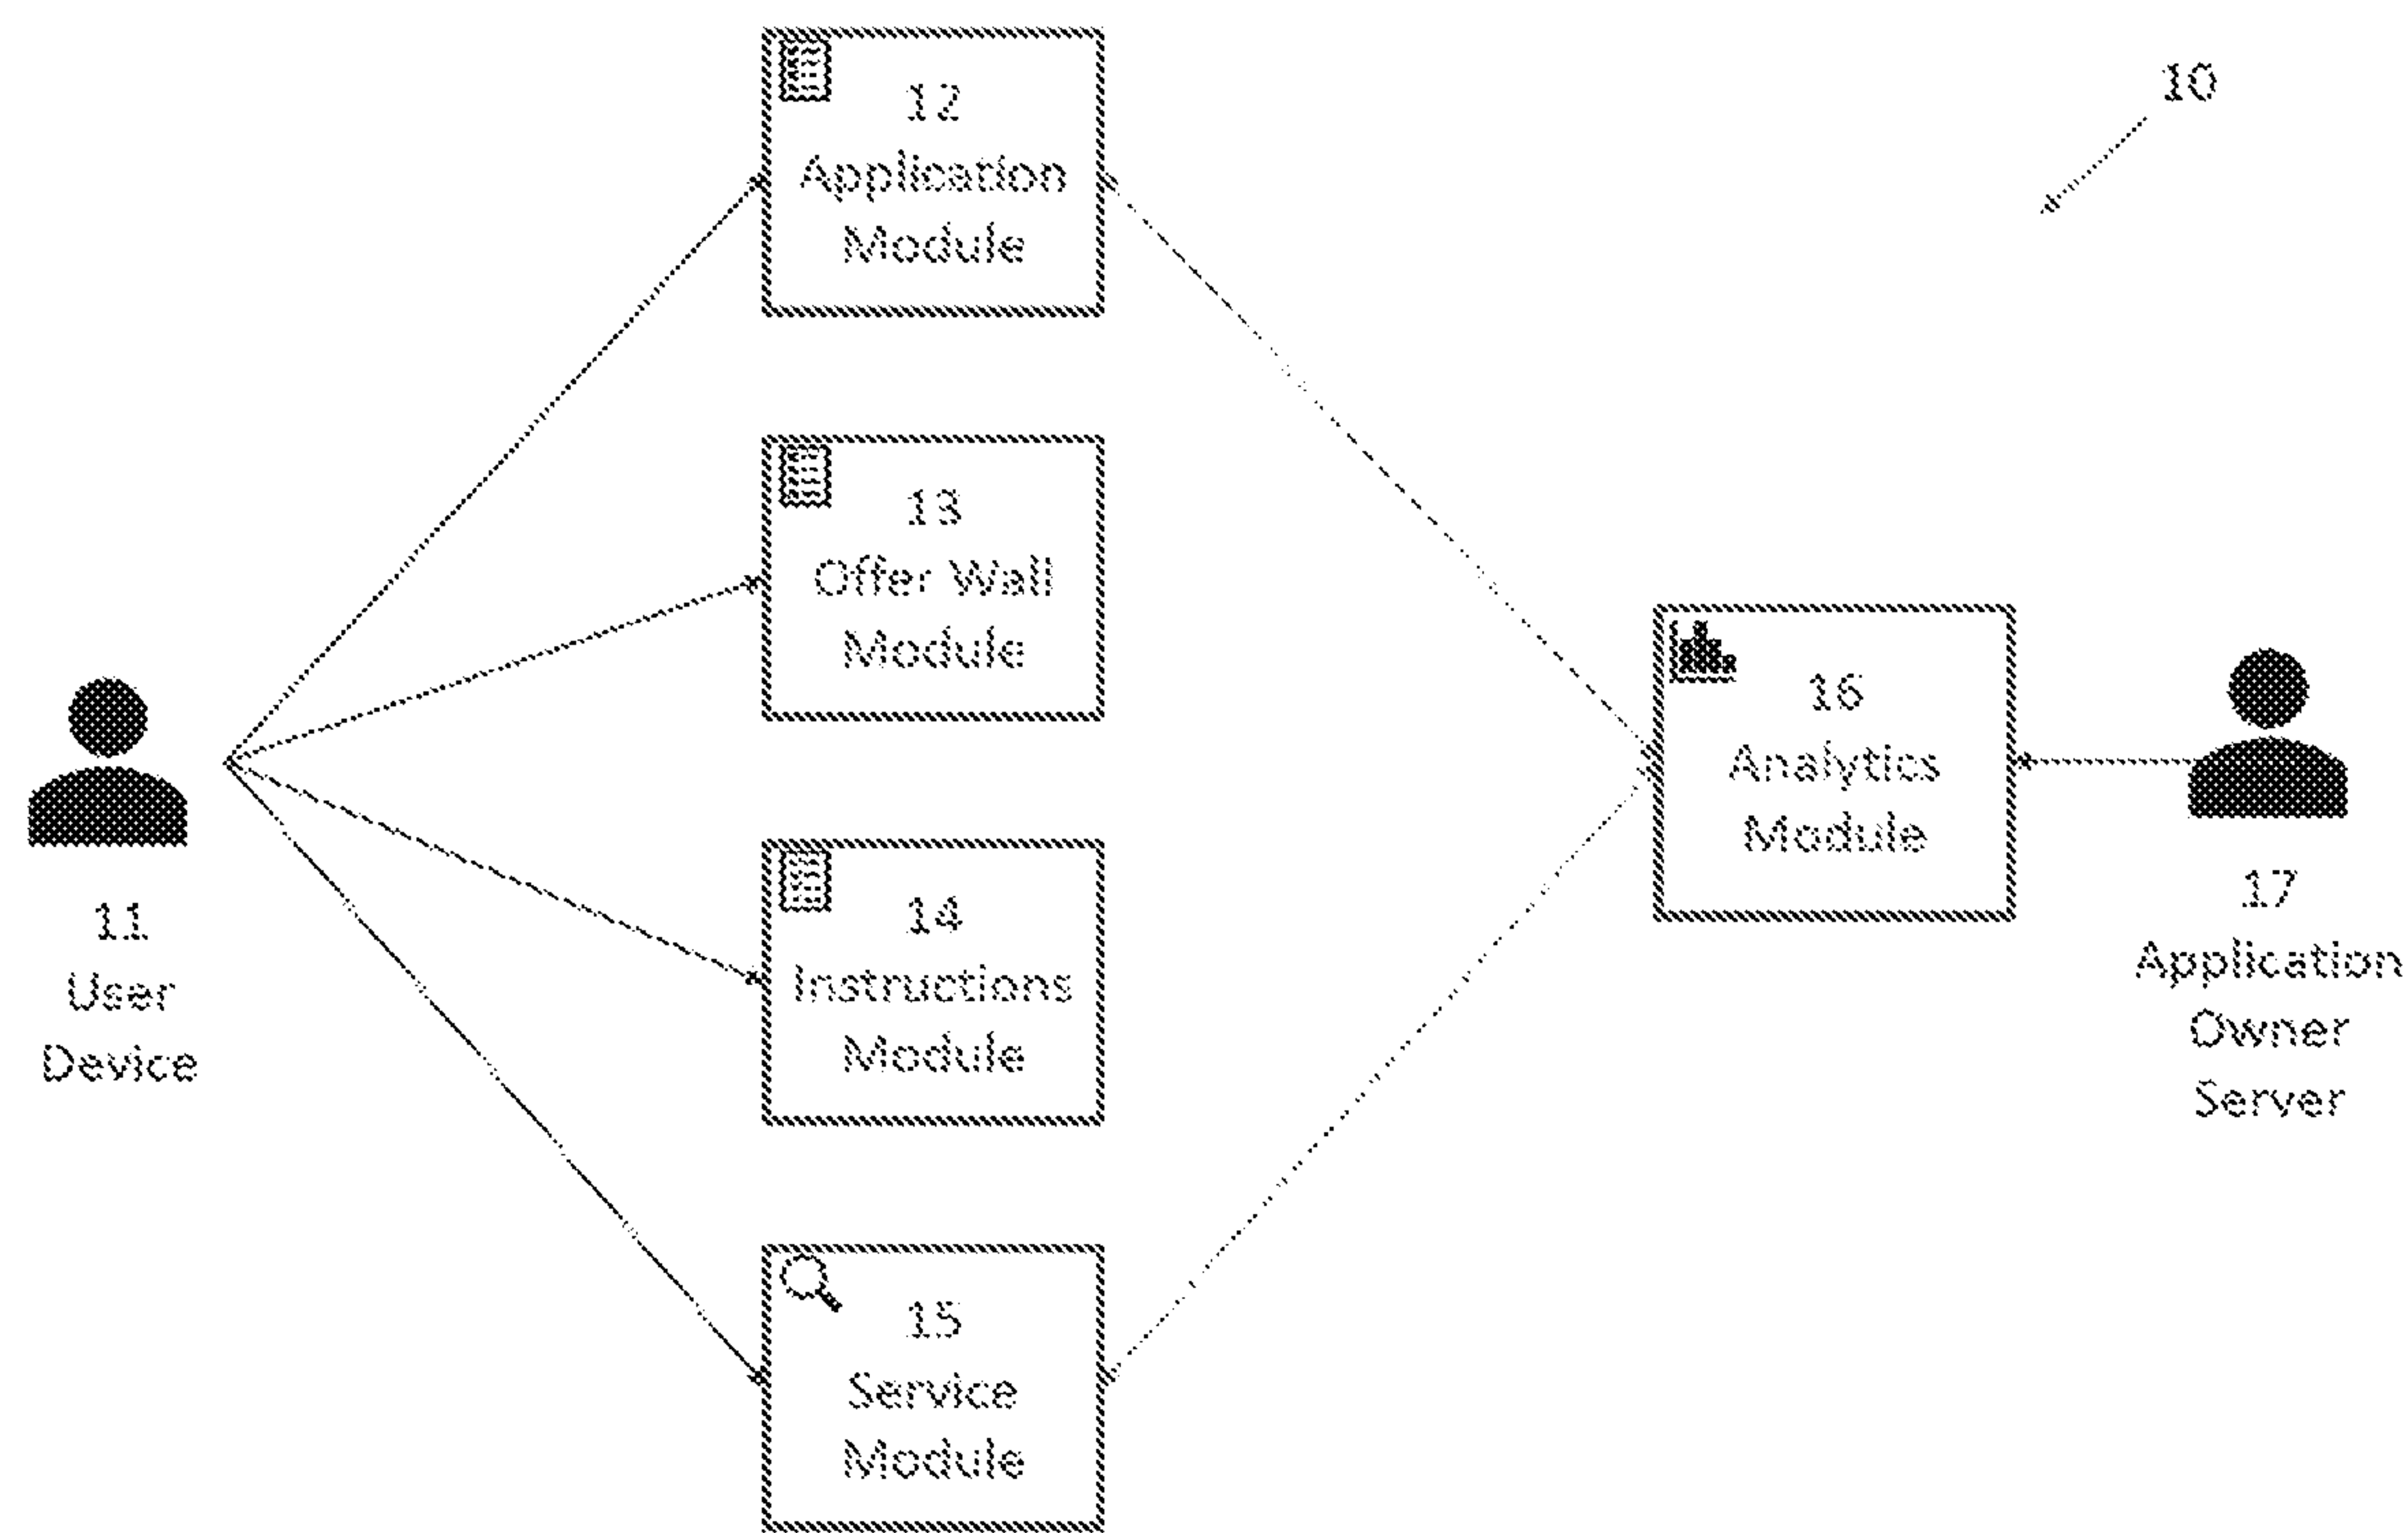 10
12
Application
Module
13
Offer Wall
Module
14
Instructions
Module
15
Service
Module
11
User
Device
16
Analytics
Module
17
Application
Owner
Server